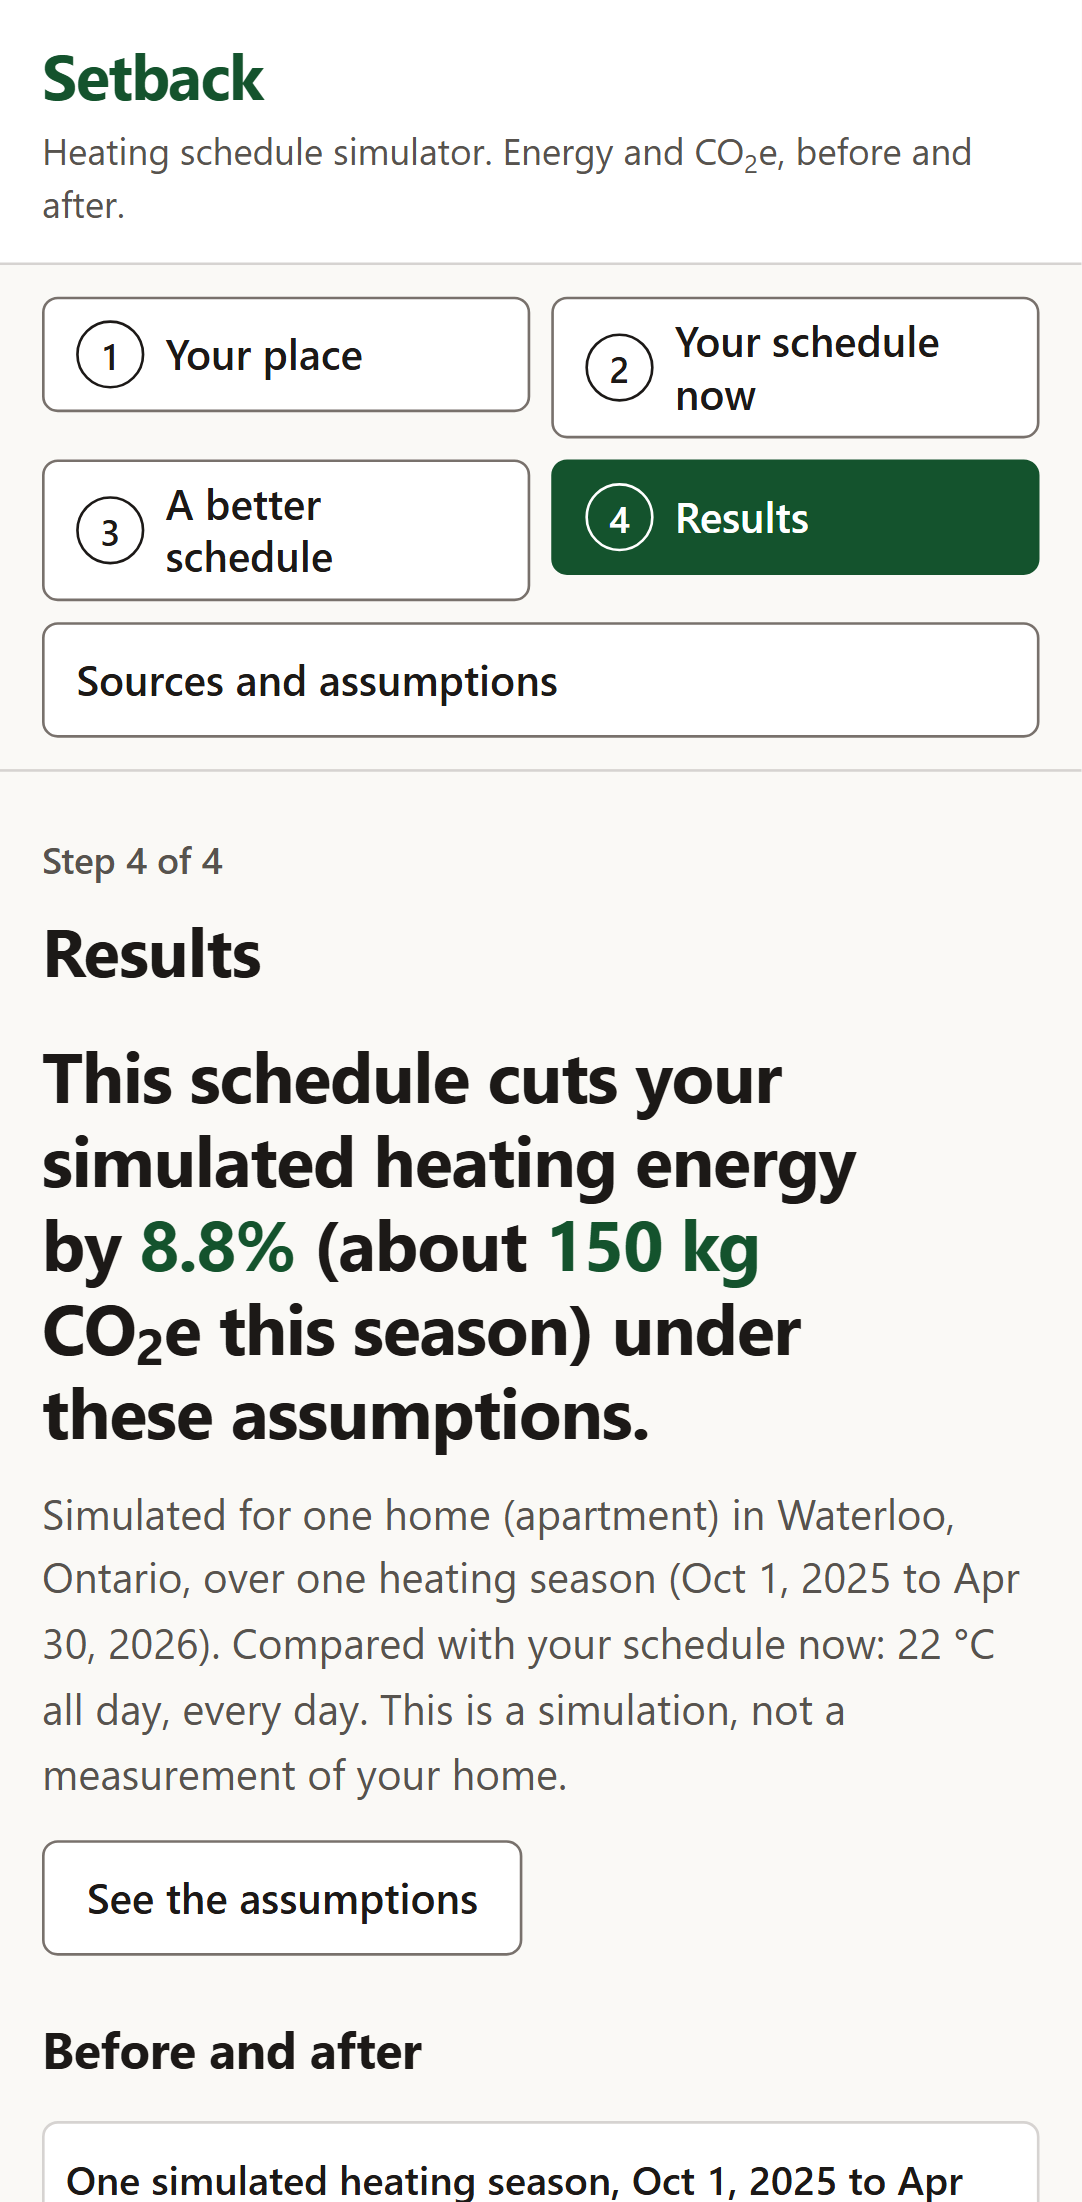 Setback
Heating schedule simulator. Energy and CO₂e, before and
after.
1 Your place
2 Your schedule
now
3 A better
schedule
4 Results
Sources and assumptions
Step 4 of 4
Results
This schedule cuts your
simulated heating energy
by 8.8% (about 150 kg
CO₂e this season) under
these assumptions.
Simulated for one home (apartment) in Waterloo,
Ontario, over one heating season (Oct 1, 2025 to Apr
30, 2026). Compared with your schedule now: 22 °C
all day, every day. This is a simulation, not a
measurement of your home.
See the assumptions
Before and after
One simulated heating season, Oct 1, 2025 to Apr